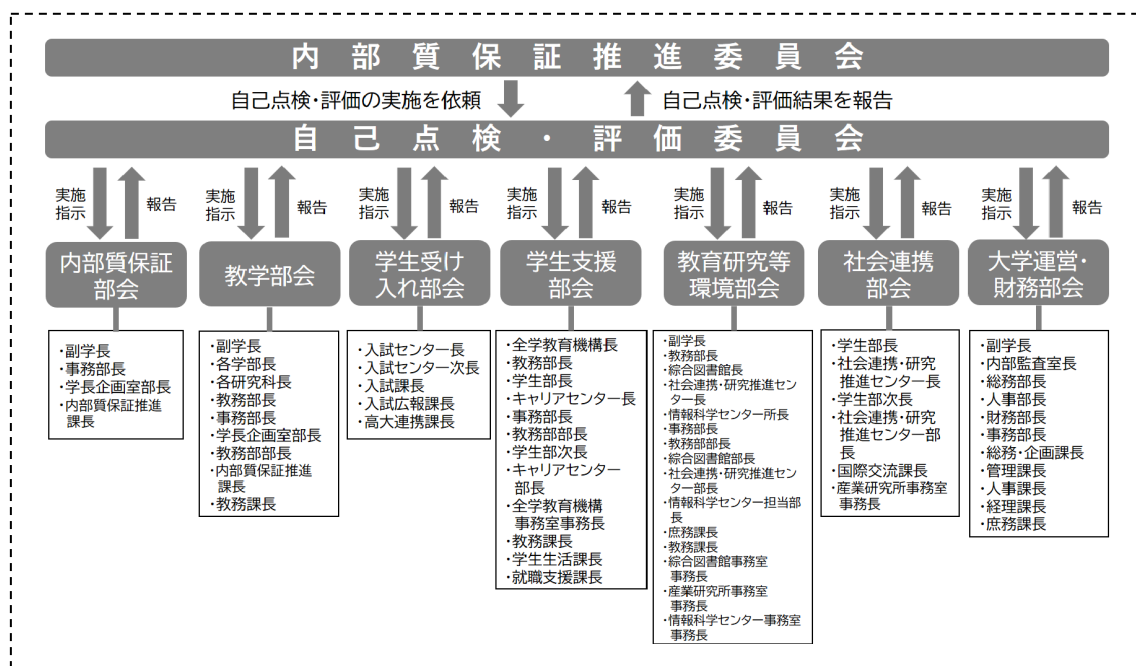 内部質保証推進委員会
自己点検・評価の実施を依頼
自己点検・評価結果を報告
自己点検・評価委員会
実施
指示
報告
実施
指示
報告
実施
指示
報告
実施
指示
報告
実施
指示
報告
実施
指示
報告
実施
指示
報告
内部質保証
部会
・副学長
・事務部長
・学長企画室部長
・内部質保証推進
課長
教学部会
・副学長
・各学部長
・各研究科長
・教務部長
・事務部長
・学長企画室部長
・教務部部長
・内部質保証推進
課長
・教務課長
学生受け
入れ部会
・入試センター長
・入試センター次長
・入試課長
・入試広報課長
・高大連携課長
学生支援
部会
・全学教育機構長
・教務部長
・学生部長
・キャリアセンター長
・事務部長
・教務部部長
・学生部次長
・キャリアセンター
部長
・全学教育機構
事務室事務長
・教務課長
・学生生活課長
・就職支援課長
教育研究等
環境部会
・副学長
・教務部長
・綜合図書館長
・社会連携・研究推進セン
ター長
・情報科学センター所長
・事務部長
・教務部部長
・綜合図書館部長
・社会連携・研究推進セン
ター部長
・情報科学センター担当部
長
・庶務課長
・教務課長
・綜合図書館事務室
事務長
・産業研究所事務室
事務長
・情報科学センター事務室
事務長
社会連携
部会
・学生部長
・社会連携・研究
推進センター長
・学生部次長
・社会連携・研究
推進センター部
長
・国際交流課長
・産業研究所事務室
事務長
大学運営・
財務部会
・副学長
・内部監査室長
・総務部長
・人事部長
・財務部長
・事務部長
・総務・企画課長
・管理課長
・人事課長
・経理課長
・庶務課長